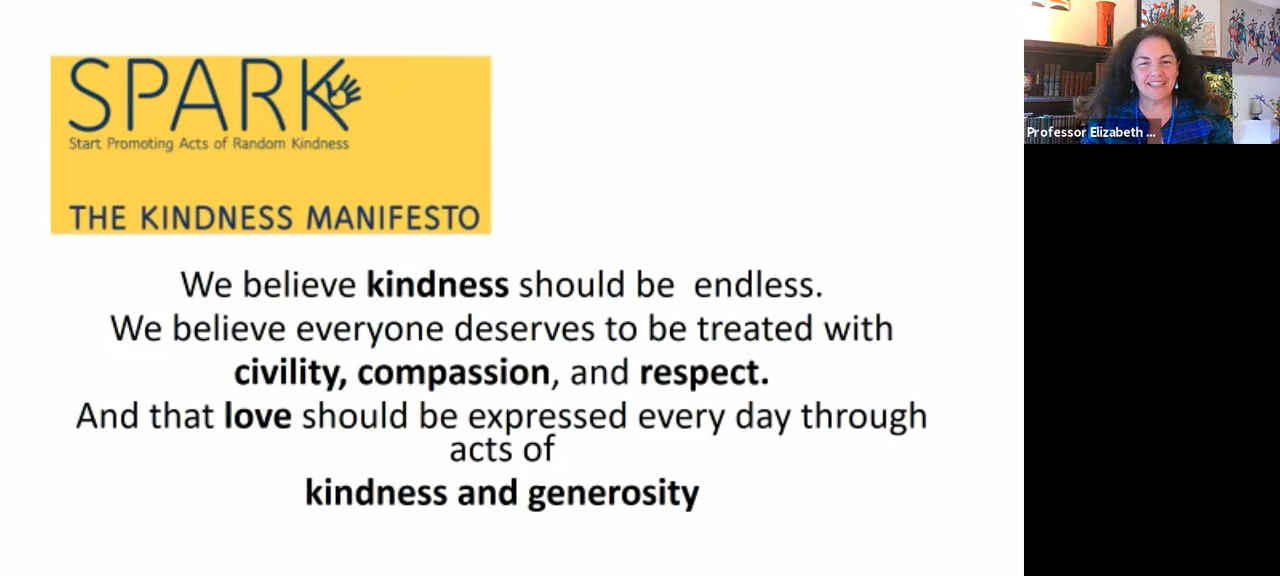 SPARK
Start Promoting Acts of Random Kindness
THE KINDNESS MANIFESTO
We believe kindness should be endless.
We believe everyone deserves to be treated with
civility, compassion, and respect.
And that love should be expressed every day through
acts of
kindness and generosity
Professor Elizabeth ...